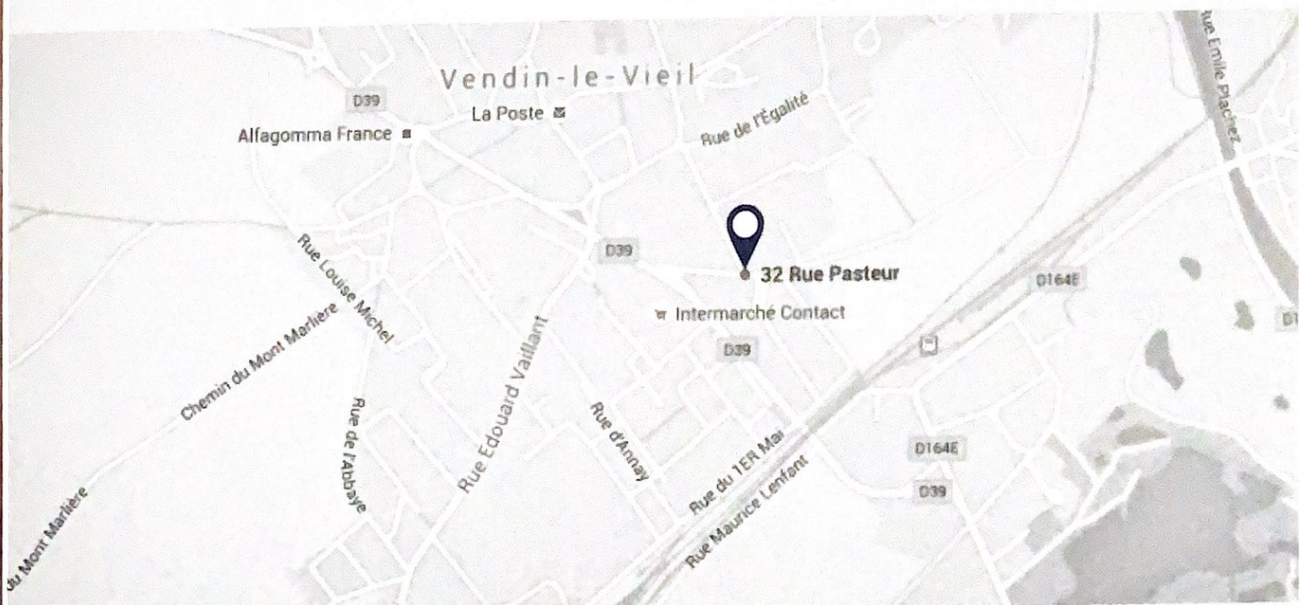 Rue Emile Plachez
Vendin-le-Vieil
D39
La Poste
Rue de l'Égalité
Alfagomma France
D39
32 Rue Pasteur
D164E
Rue Louise Michel
Intermarché Contact
D1
Chemin du Mont Marlière
D39
Rue Edouard Vaillant
Rue de l'Abbaye
Rue d'Annay
Rue du 1ER Mai
D164E
D39
Rue Maurice Lenfant
du Mont Marlière